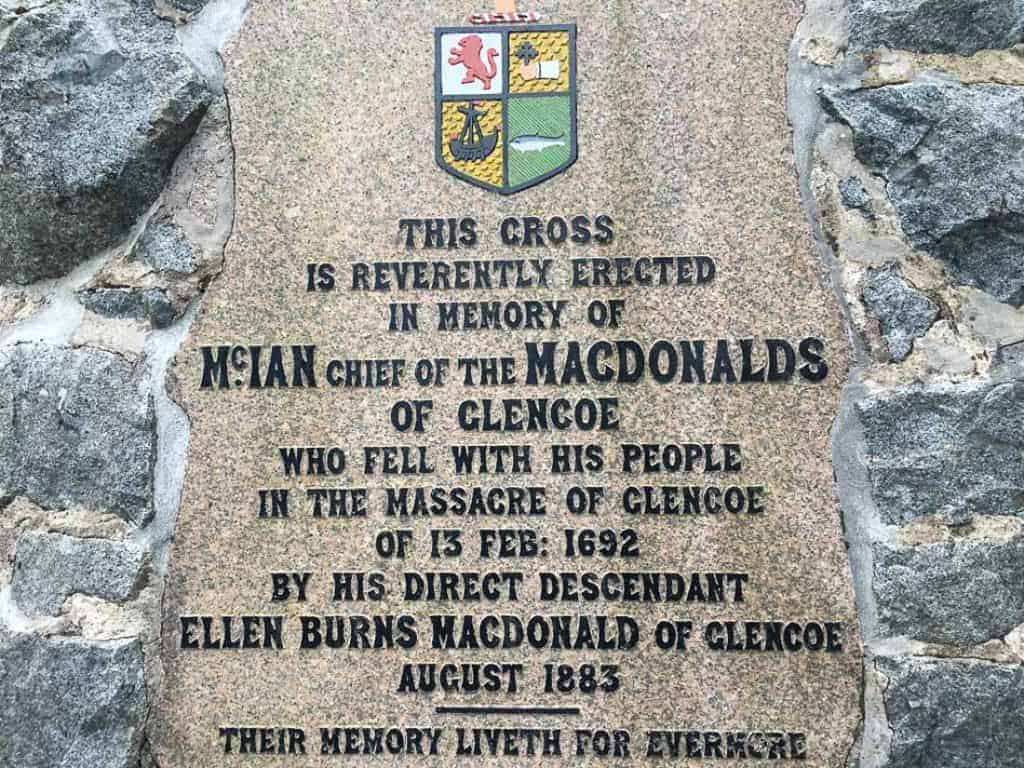 THIS CROSS
IS REVERENTLY ERECTED
IN MEMORY OF
McIAN CHIEF OF THE MACDONALDS
OF GLENCOE
WHO FELL WITH HIS PEOPLE
IN THE MASSACRE OF GLENCOE
OF 13 FEB: 1692
BY HIS DIRECT DESCENDANT
ELLEN BURNS MACDONALD OF GLENCOE
AUGUST 1883
THEIR MEMORY LIVETH FOR EVERMORE